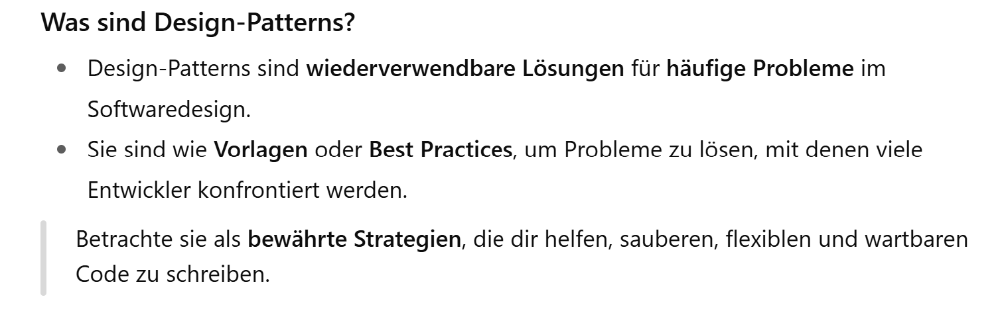 Was sind Design-Patterns?
Design-Patterns sind wiederverwendbare Lösungen für häufige Probleme im
Softwaredesign.
Sie sind wie Vorlagen oder Best Practices, um Probleme zu lösen, mit denen viele
Entwickler konfrontiert werden.
Betrachte sie als bewährte Strategien, die dir helfen, sauberen, flexiblen und wartbaren
Code zu schreiben.